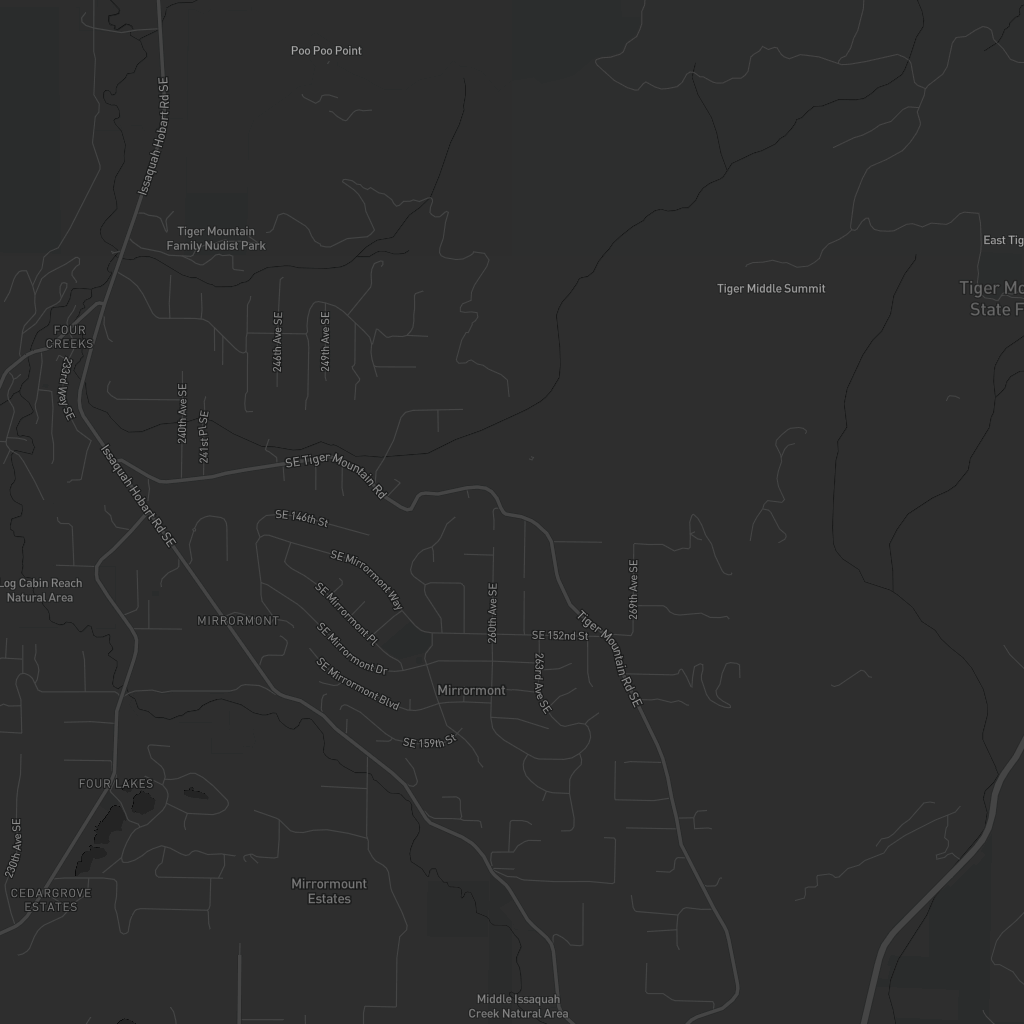 Poo Poo Point
Issaquah Hobart Rd SE
Tiger Mountain
Family Nudist Park
East Tig
Tiger Middle Summit
Tiger Mo
State F
FOUR
CREEKS
246th Ave SE
249th Ave SE
233rd Way SE
240th Ave SE
241st Pl SE
SE Tiger Mountain Rd
Issaquah Hobart Rd SE
SE 146th St
SE Mirrormont Way
Log Cabin Reach
Natural Area
SE Mirrormont Pl
269th Ave SE
260th Ave SE
MIRRORMONT
SE Mirrormont Dr
SE 152nd St
Tiger Mountain Rd SE
SE Mirrormont Blvd
263rd Ave SE
Mirrormont
SE 159th St
FOUR LAKES
230th Ave SE
CEDARGROVE
ESTATES
Mirrormount
Estates
Middle Issaquah
Creek Natural Area